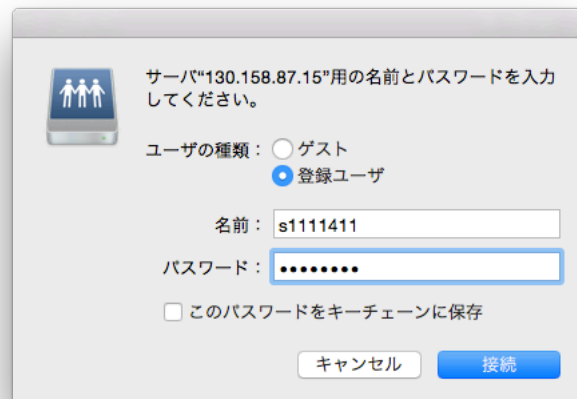 サーバ“130.158.87.15”用の名前とパスワードを入力
してください。
ユーザの種類： ゲスト
登録ユーザ
名前： s1111411
パスワード： ••••••••
このパスワードをキーチェーンに保存
キャンセル 接続